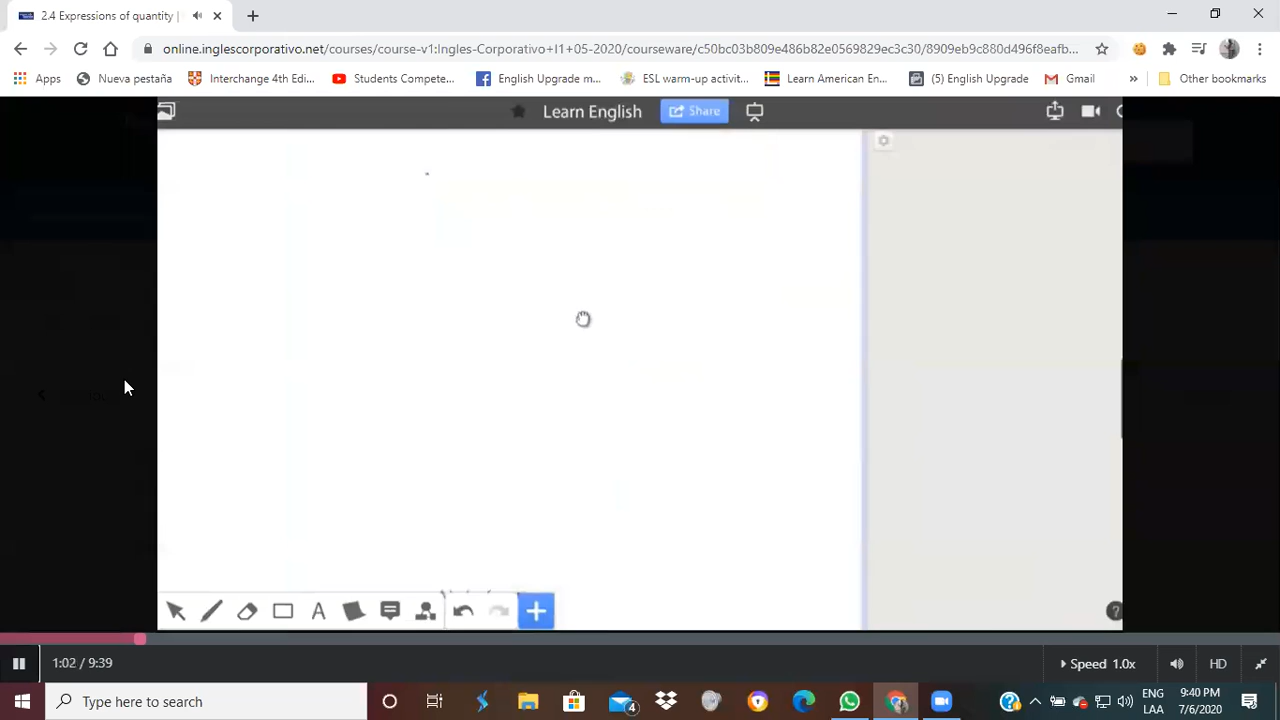 2.4 Expressions of quantity |
online.inglescorporativo.net/courses/course-v1:Ingles-Corporativo+I1+05-2020/courseware/c50bc03b809e486b82e0569829ec3c30/8909eb9c880d496f8eafb...
Apps Nueva pestaña Interchange 4th Edi... Students Compete... English Upgrade m... ESL warm-up activit... Learn American En... (5) English Upgrade Gmail » Other bookmarks
Learn English Share
A
?
1:02 / 9:39 Speed 1.0x HD
Type here to search 4 ENG 9:40 PM
LAA 7/6/2020